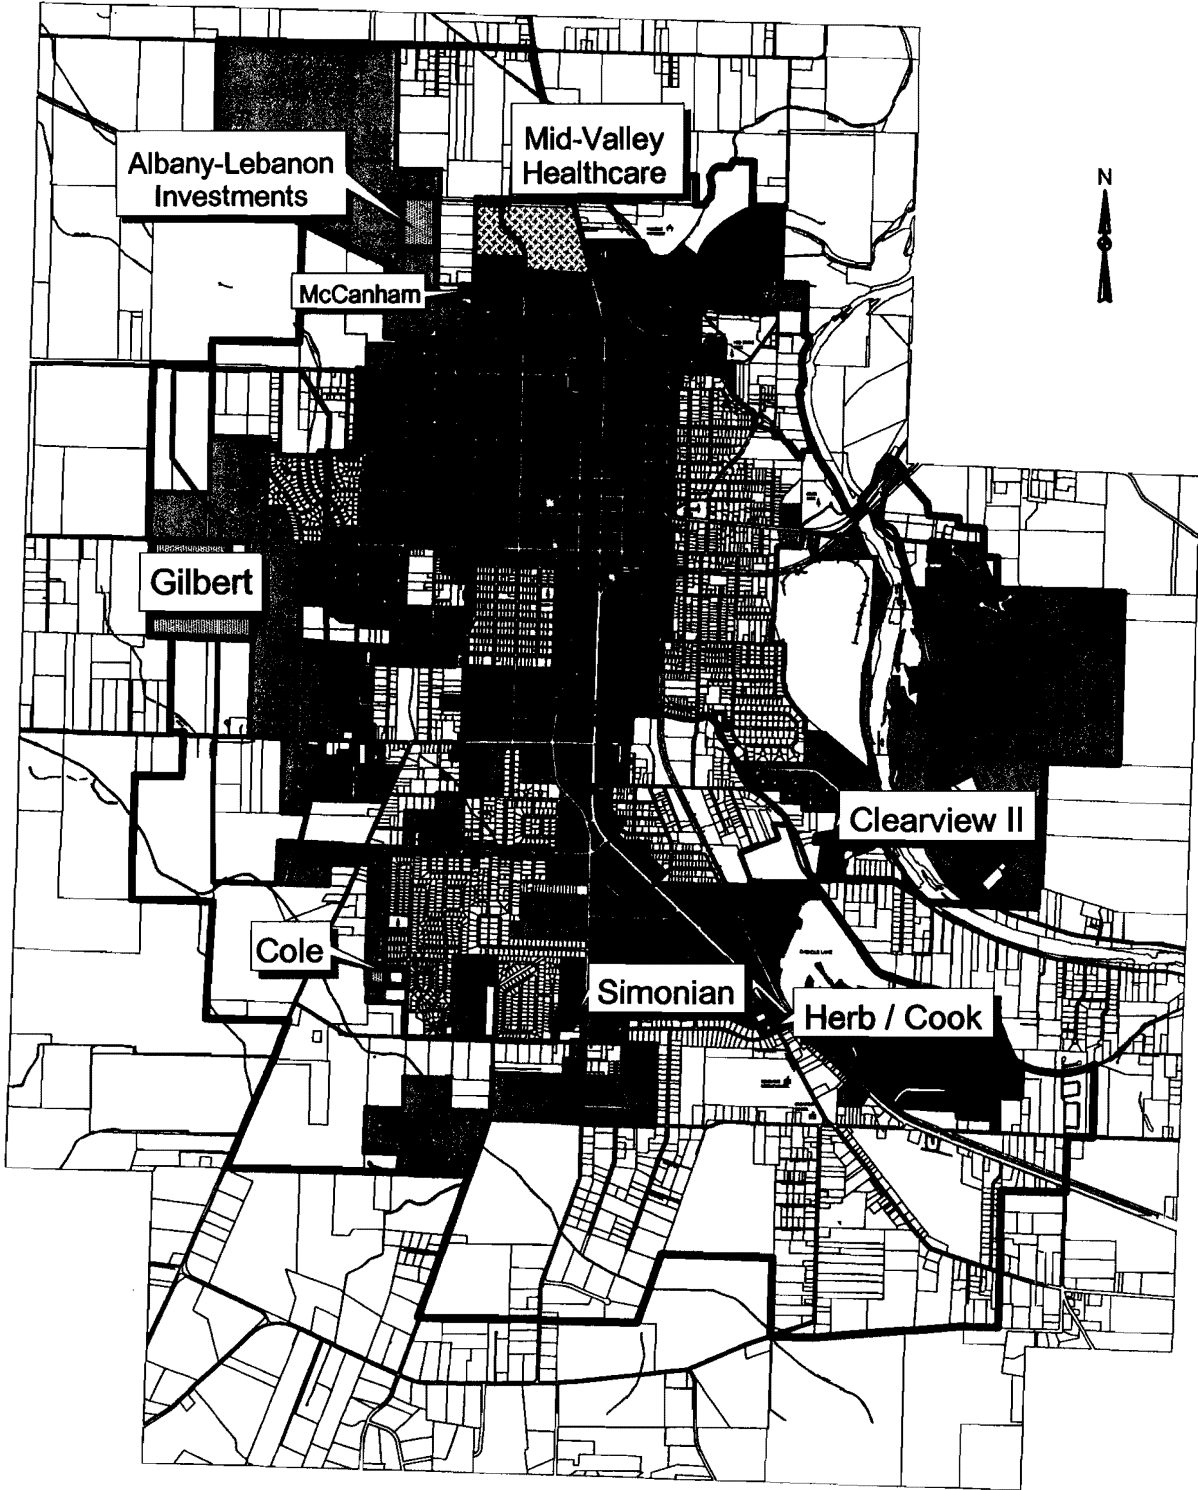 N
Mid-Valley
Healthcare
Albany-Lebanon
Investments
McCanham
Gilbert
Clearview II
Cole
Simonian
Herb / Cook